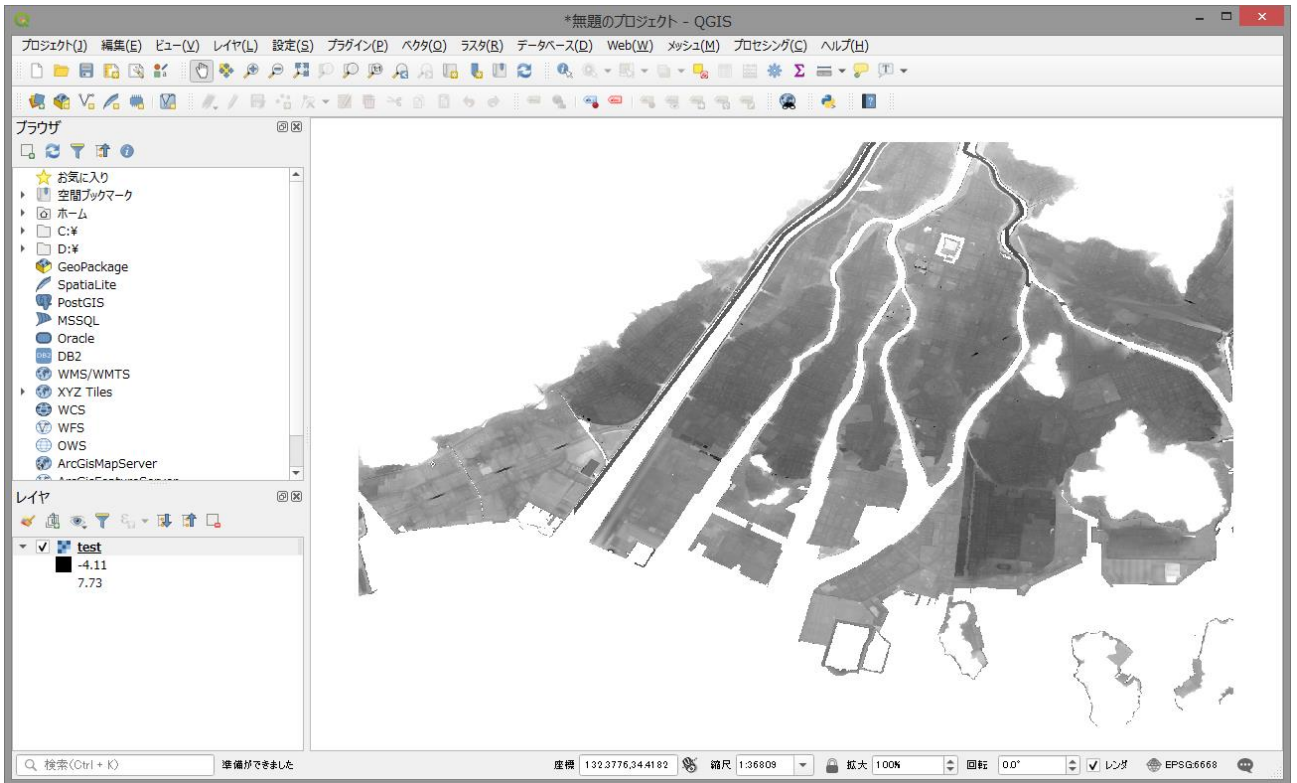 *無題のプロジェクト - QGIS
プロジェクト(J) 編集(E) ビュー(V) レイヤ(L) 設定(S) プラグイン(P) ベクタ(O) ラスタ(R) データベース(D) Web(W) メッシュ(M) プロセシング(C) ヘルプ(H)
ブラウザ
お気に入り
空間ブックマーク
ホーム
C:¥
D:¥
GeoPackage
SpatiaLite
PostGIS
MSSQL
Oracle
DB2
WMS/WMTS
XYZ Tiles
WCS
WFS
OWS
ArcGisMapServer
ArcGisFeatureServer
レイヤ
test
-4.11
7.73
検索(Ctrl + K) 準備ができました 座標 132.3776,34.4182 縮尺 1:36809 拡大 100% 回転 0.0° レンダ EPSG:6668